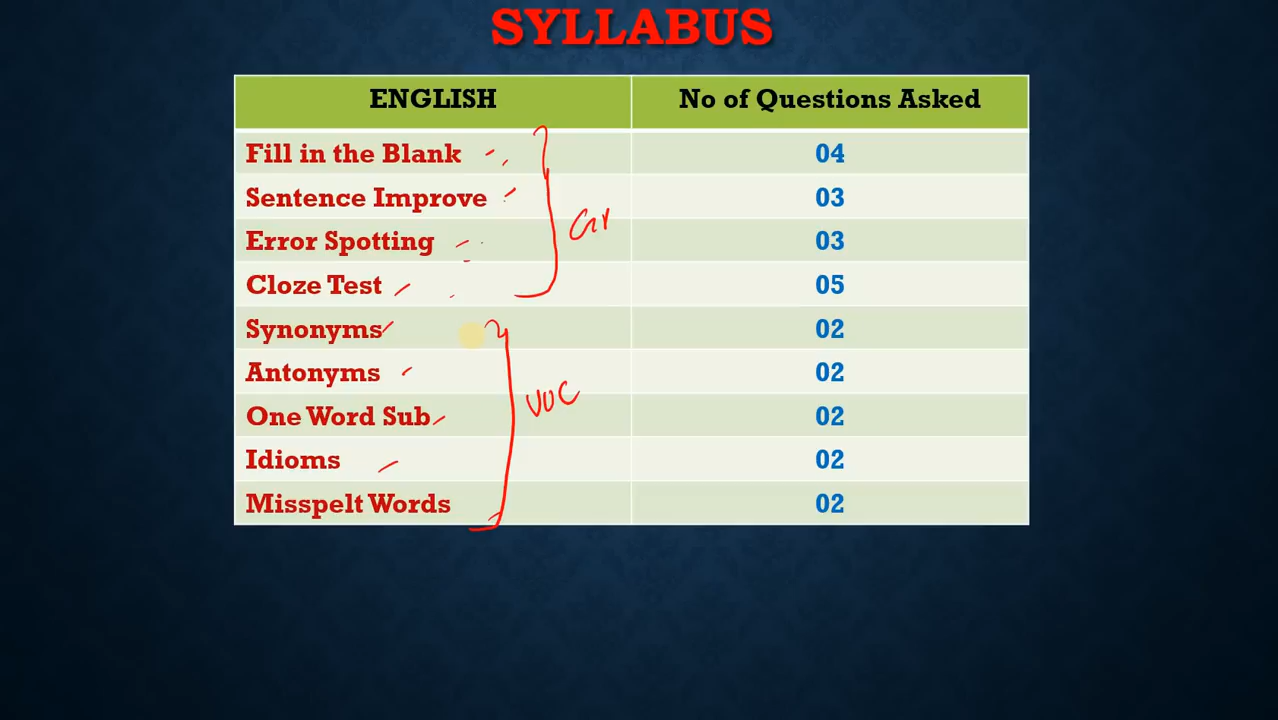 SYLLABUS
ENGLISH No of Questions Asked
Fill in the Blank 04
Sentence Improve 03
Gr
Error Spotting 03
Cloze Test 05
Synonyms 02
Antonyms 02
voc
One Word Sub 02
Idioms 02
Misspelt Words 02